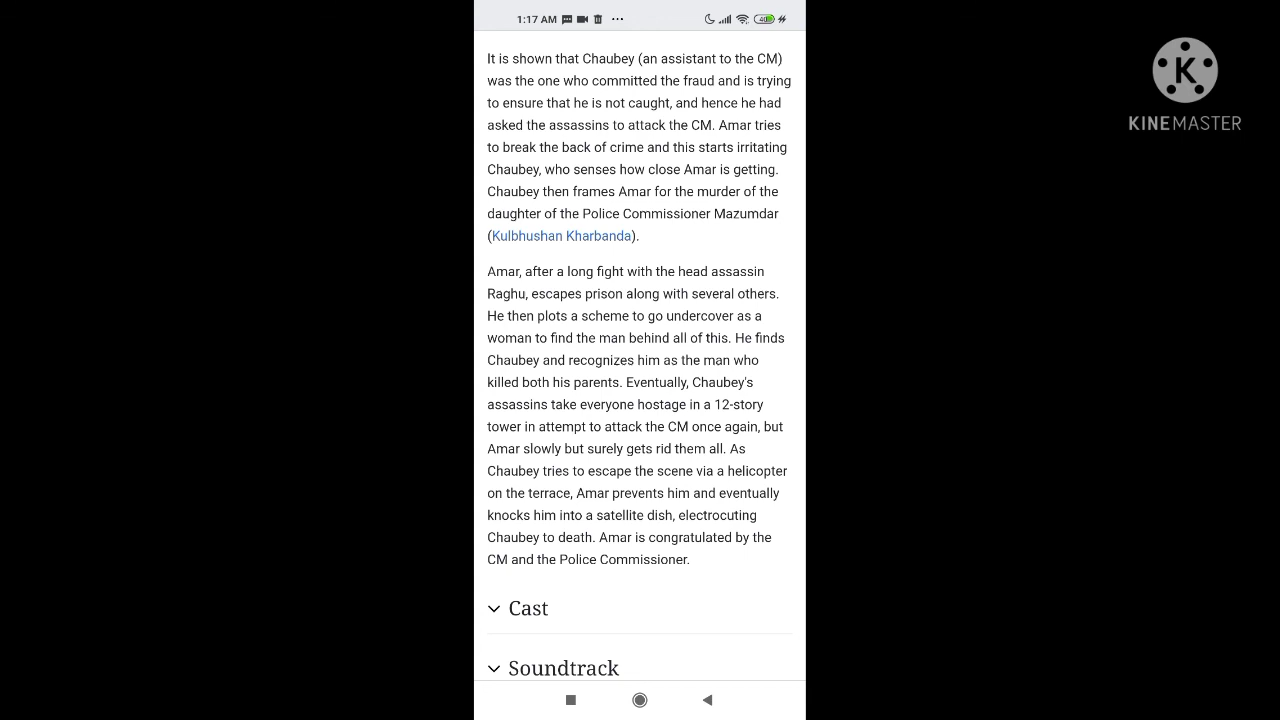 1:17 AM
40
It is shown that Chaubey (an assistant to the CM)
was the one who committed the fraud and is trying
to ensure that he is not caught, and hence he had
asked the assassins to attack the CM. Amar tries
to break the back of crime and this starts irritating
Chaubey, who senses how close Amar is getting.
Chaubey then frames Amar for the murder of the
daughter of the Police Commissioner Mazumdar
(Kulbhushan Kharbanda).
Amar, after a long fight with the head assassin
Raghu, escapes prison along with several others.
He then plots a scheme to go undercover as a
woman to find the man behind all of this. He finds
Chaubey and recognizes him as the man who
killed both his parents. Eventually, Chaubey's
assassins take everyone hostage in a 12-story
tower in attempt to attack the CM once again, but
Amar slowly but surely gets rid them all. As
Chaubey tries to escape the scene via a helicopter
on the terrace, Amar prevents him and eventually
knocks him into a satellite dish, electrocuting
Chaubey to death. Amar is congratulated by the
CM and the Police Commissioner.
Cast
Soundtrack
K
KINEMASTER